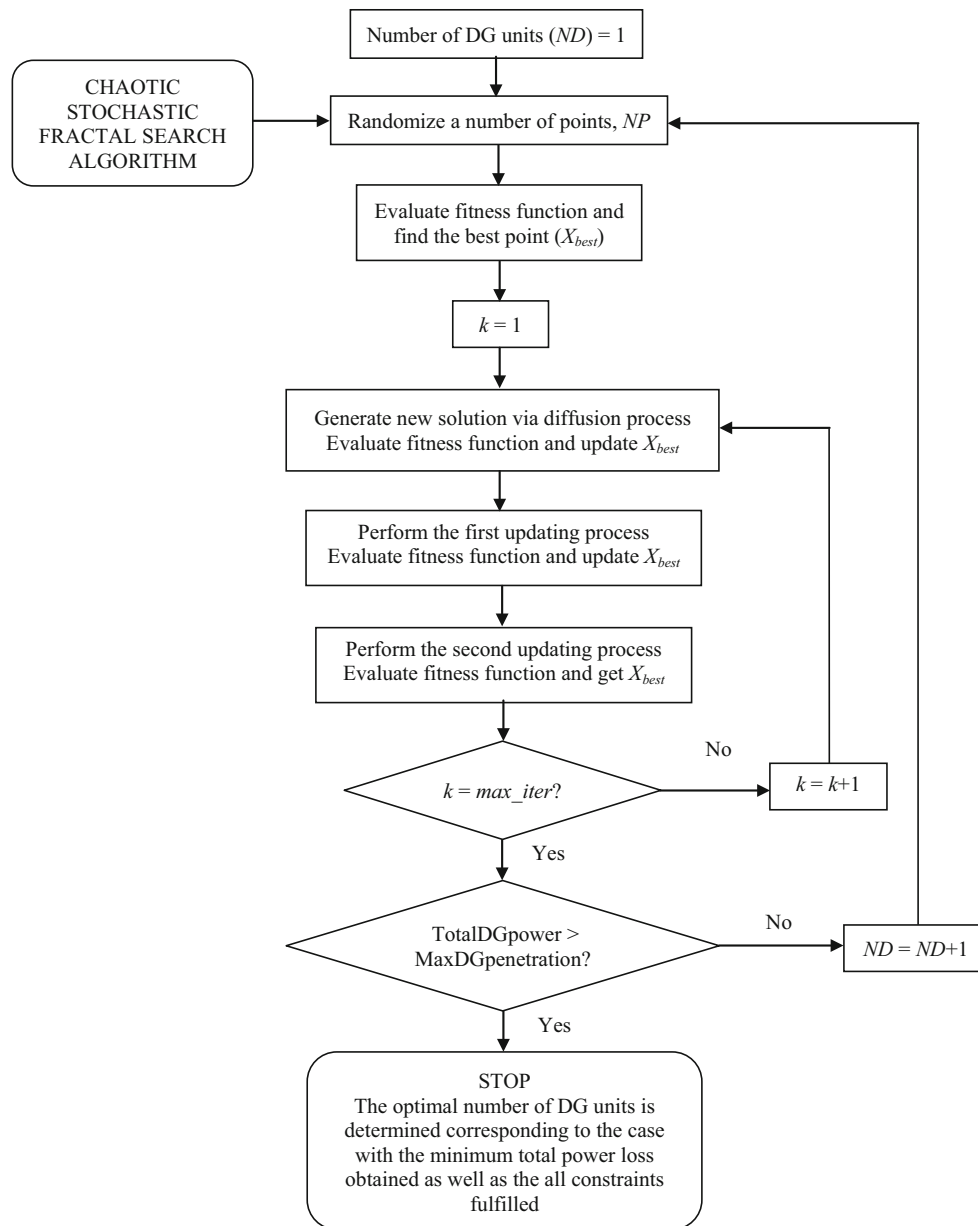 Number of DG units (ND) = 1
CHAOTIC
STOCHASTIC
FRACTAL SEARCH
ALGORITHM
Randomize a number of points, NP
Evaluate fitness function and
find the best point (X_best)
k = 1
Generate new solution via diffusion process
Evaluate fitness function and update X_best
Perform the first updating process
Evaluate fitness function and update X_best
Perform the second updating process
Evaluate fitness function and get X_best
k = max_iter?
No
k = k+1
Yes
TotalDGpower >
MaxDGpenetration?
No
ND = ND+1
Yes
STOP
The optimal number of DG units is
determined corresponding to the case
with the minimum total power loss
obtained as well as the all constraints
fulfilled